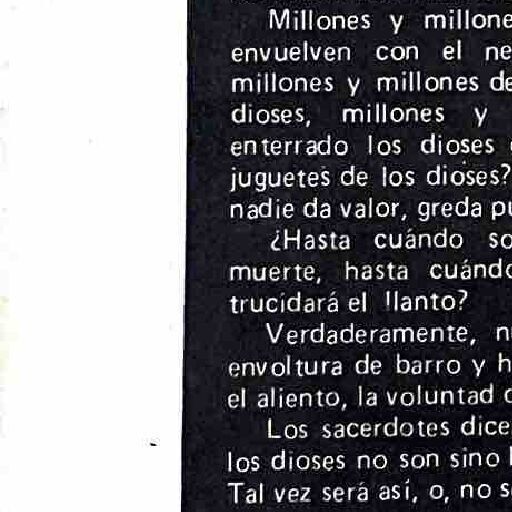 Millones y millone
envuelven con el ne
millones y millones de
dioses, millones y
enterrado los dioses
juguetes de los dioses?
nadie da valor, greda pu
¿Hasta cuándo so
muerte, hasta cuándo
trucidará el llanto?
Verdaderamente, nu
envoltura de barro y h
el aliento, la voluntad d
Los sacerdotes dice
los dioses no son sino l
Tal vez será así, o, no s